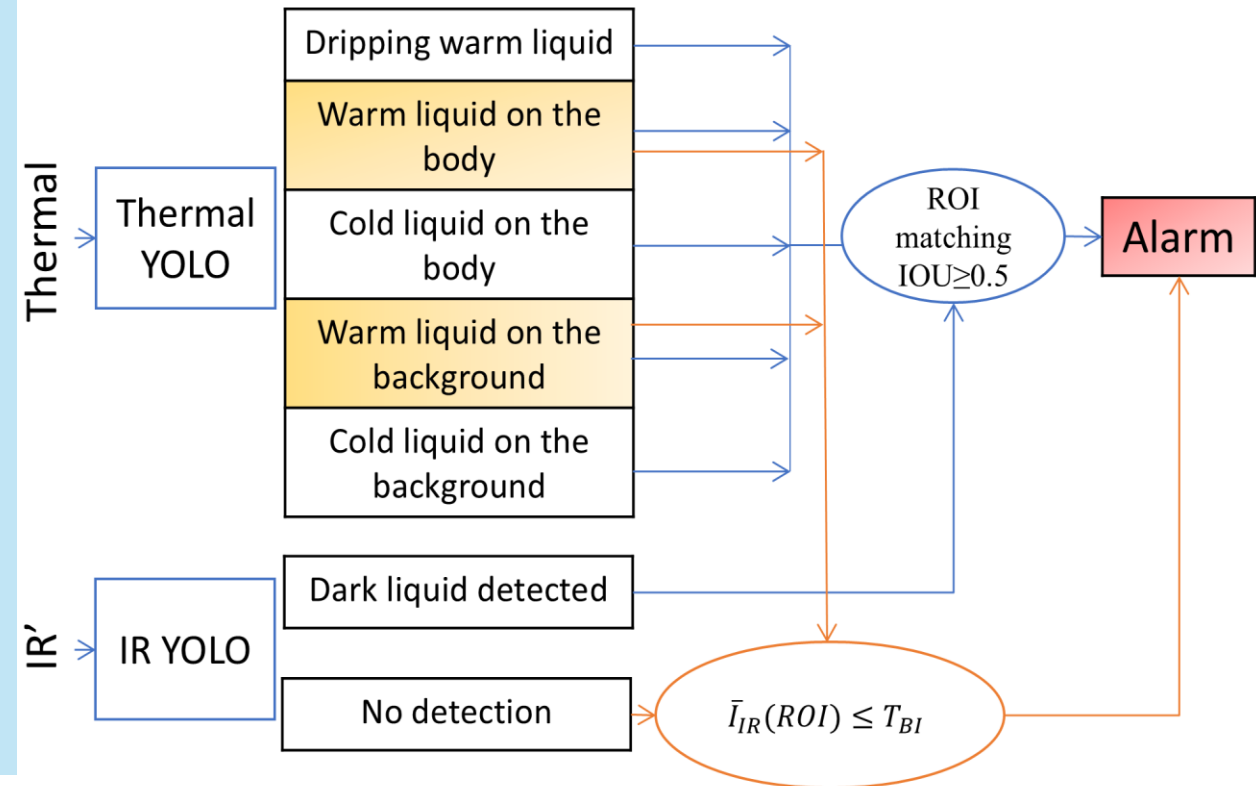 Thermal
Thermal
YOLO
Dripping warm liquid
Warm liquid on the
body
Cold liquid on the
body
Warm liquid on the
background
Cold liquid on the
background
ROI
matching
IOU≥0.5
Alarm
IR’
IR YOLO
Dark liquid detected
No detection
Ī_IR(ROI) ≤ T_BI